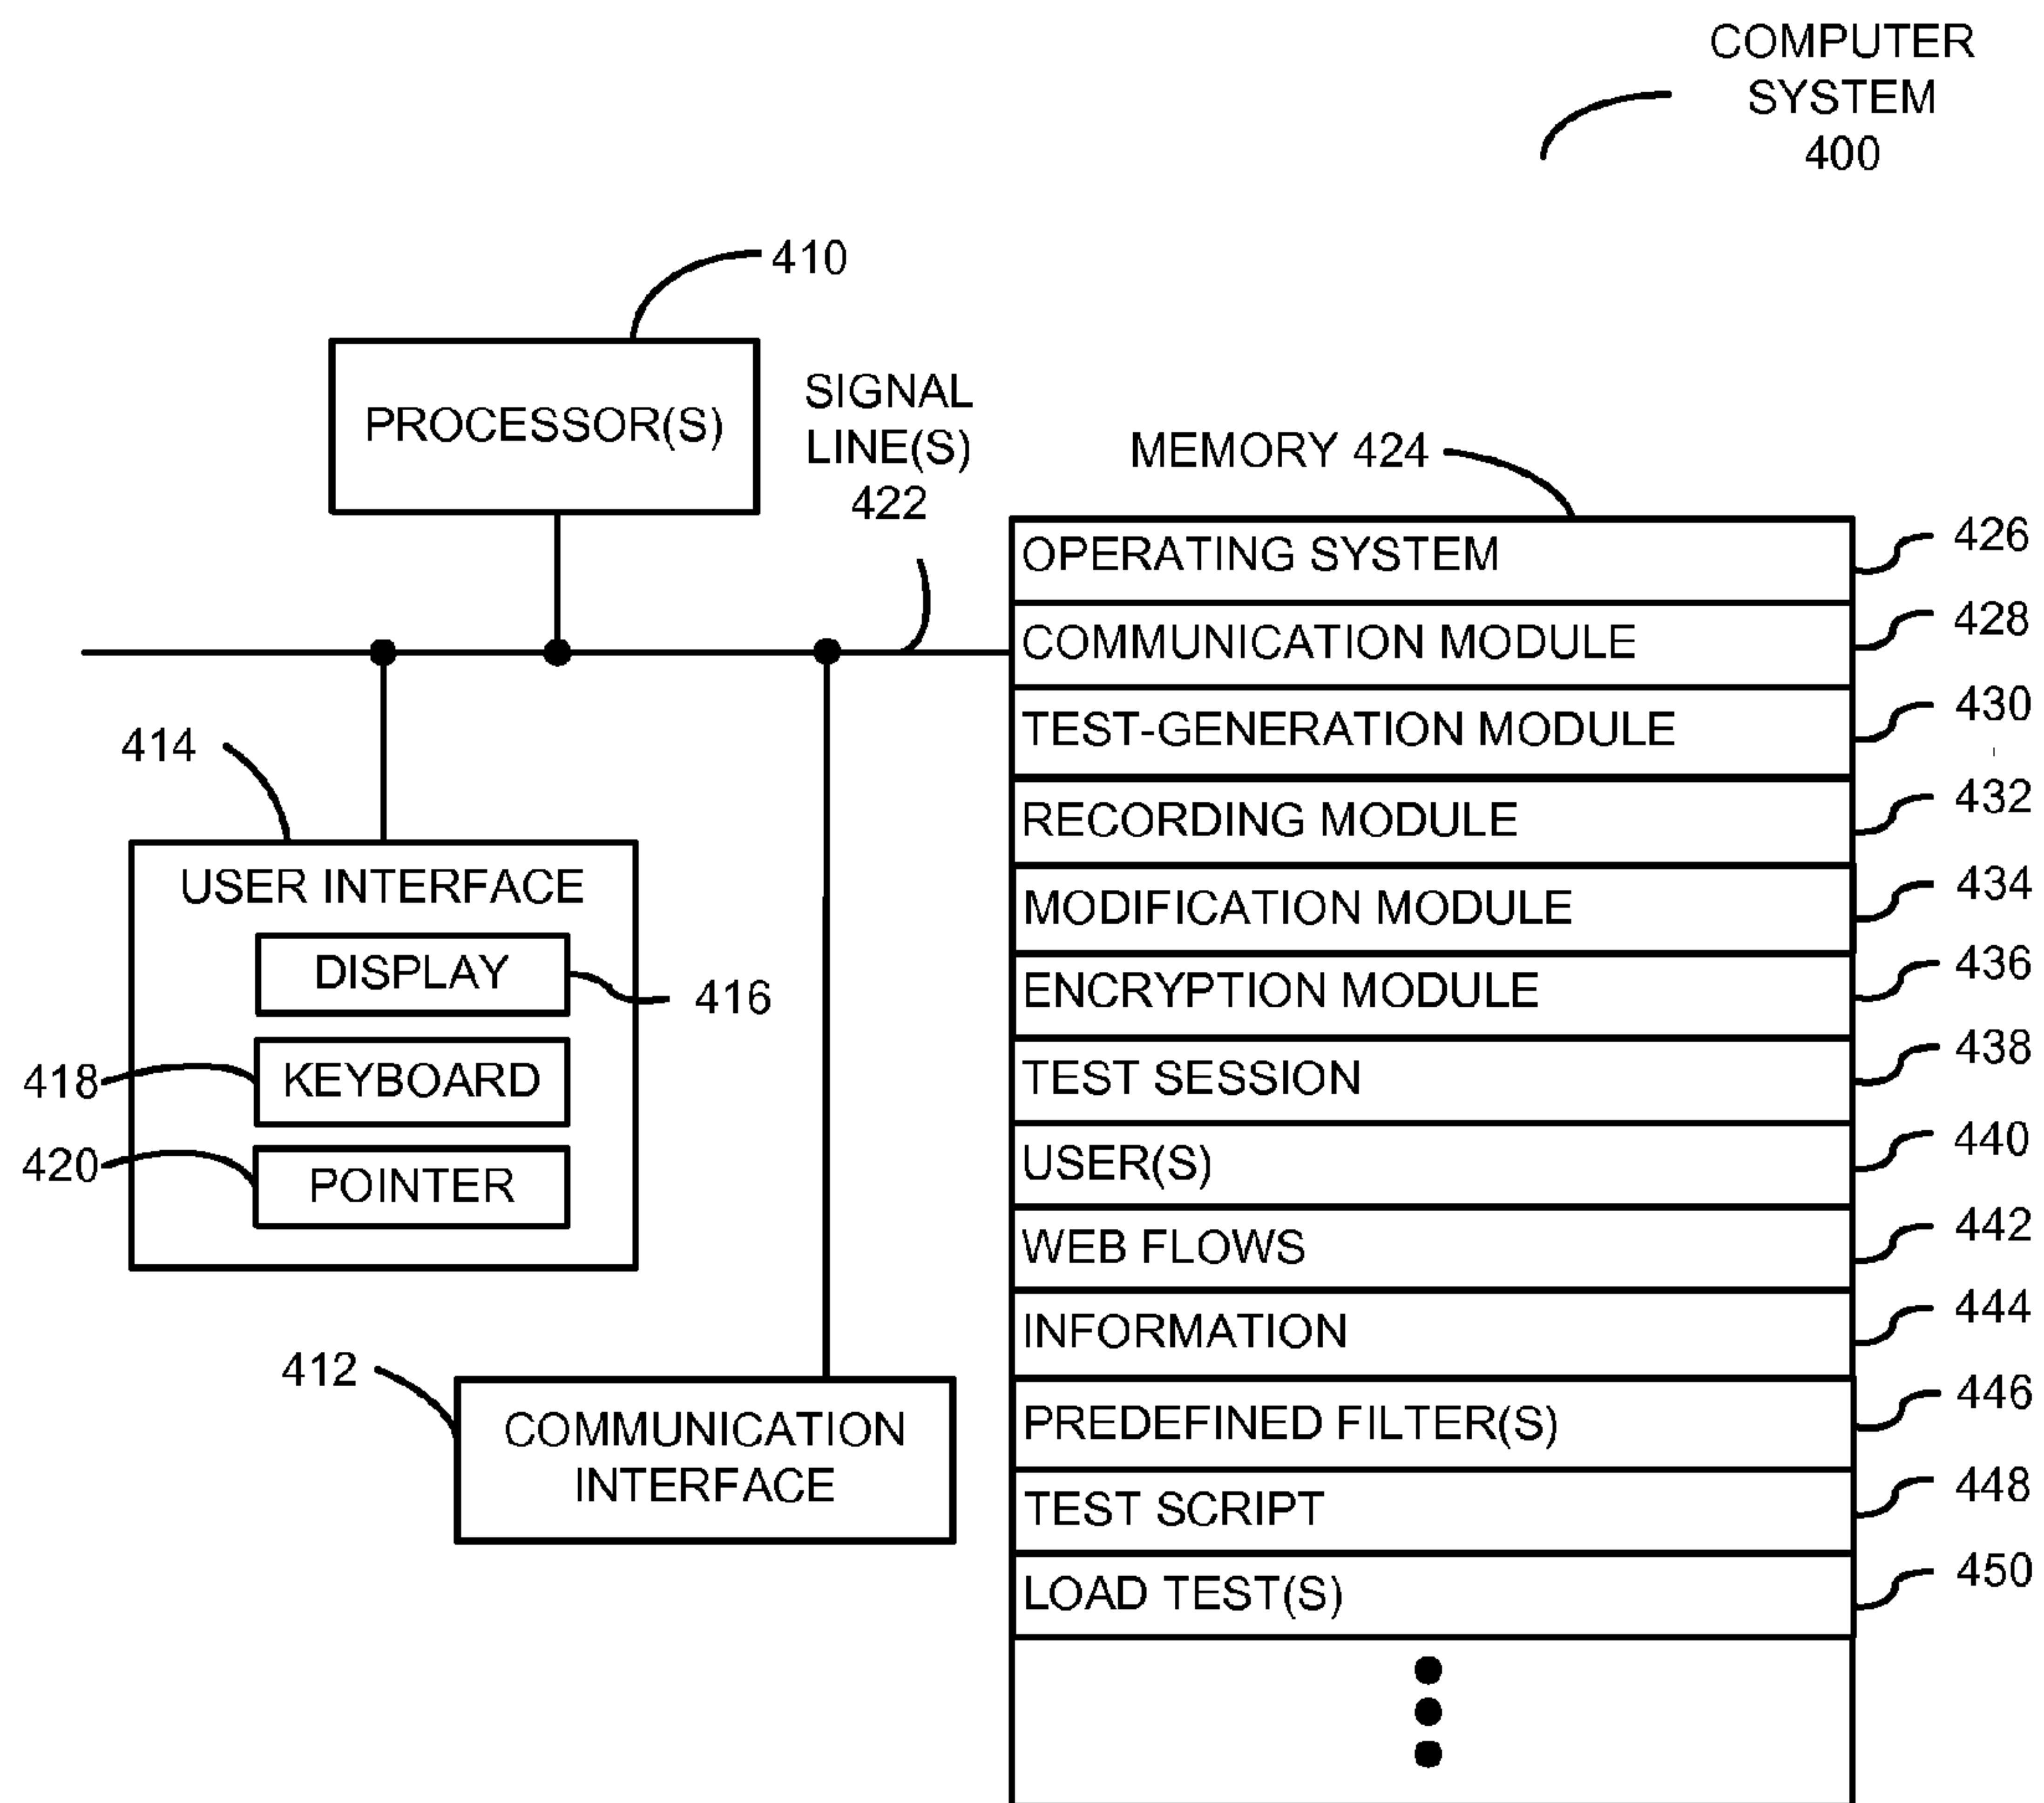 COMPUTER
SYSTEM
400
410
PROCESSOR(S)
SIGNAL
LINE(S)
422
MEMORY 424
OPERATING SYSTEM
426
COMMUNICATION MODULE
428
TEST-GENERATION MODULE
430
RECORDING MODULE
432
MODIFICATION MODULE
434
ENCRYPTION MODULE
436
TEST SESSION
438
USER(S)
440
WEB FLOWS
442
INFORMATION
444
PREDEFINED FILTER(S)
446
TEST SCRIPT
448
LOAD TEST(S)
450
414
USER INTERFACE
DISPLAY
416
418
KEYBOARD
420
POINTER
412
COMMUNICATION
INTERFACE